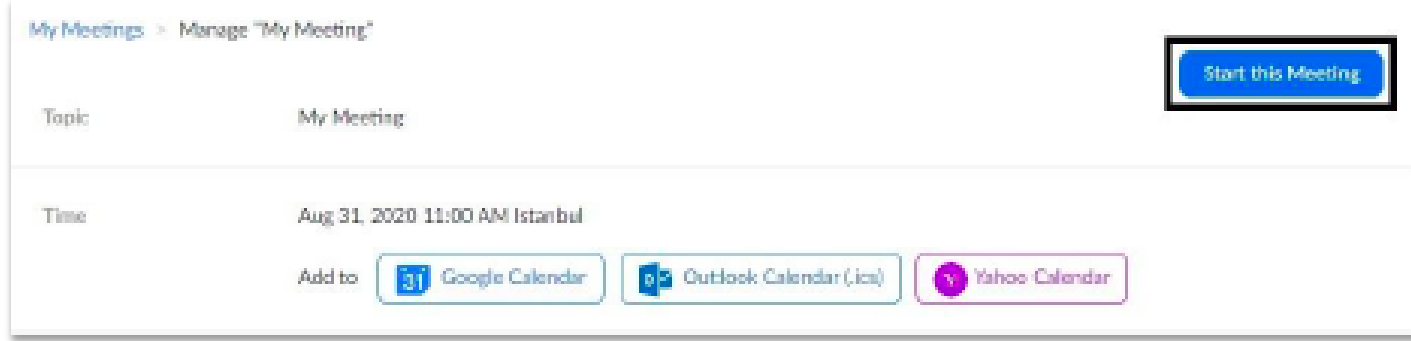 My Meetings > Manage "My Meeting"
Start this Meeting
Topic My Meeting
Time Aug 31, 2020 11:00 AM Istanbul
Add to 31 Google Calendar Outlook Calendar (.ics) Y Yahoo Calendar